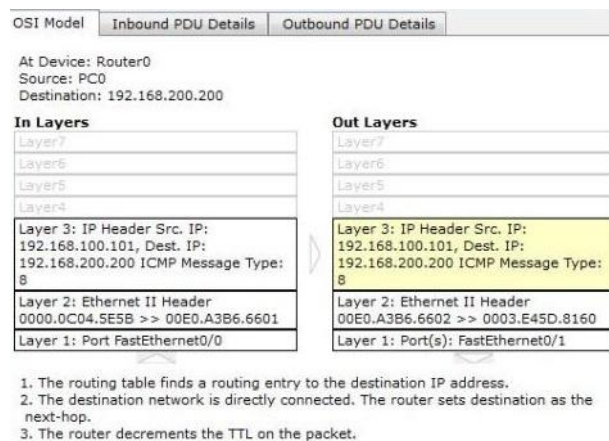 OSI Model
Inbound PDU Details
Outbound PDU Details
At Device: Router0
Source: PC0
Destination: 192.168.200.200
In Layers
Layer7
Layer6
Layer5
Layer4
Layer 3: IP Header Src. IP:
192.168.100.101, Dest. IP:
192.168.200.200 ICMP Message Type:
8
Layer 2: Ethernet II Header
0000.0C04.5E5B >> 00E0.A3B6.6601
Layer 1: Port FastEthernet0/0
Out Layers
Layer7
Layer6
Layer5
Layer4
Layer 3: IP Header Src. IP:
192.168.100.101, Dest. IP:
192.168.200.200 ICMP Message Type:
8
Layer 2: Ethernet II Header
00E0.A3B6.6602 >> 0003.E45D.8160
Layer 1: Port(s): FastEthernet0/1
1. The routing table finds a routing entry to the destination IP address.
2. The destination network is directly connected. The router sets destination as the
next-hop.
3. The router decrements the TTL on the packet.